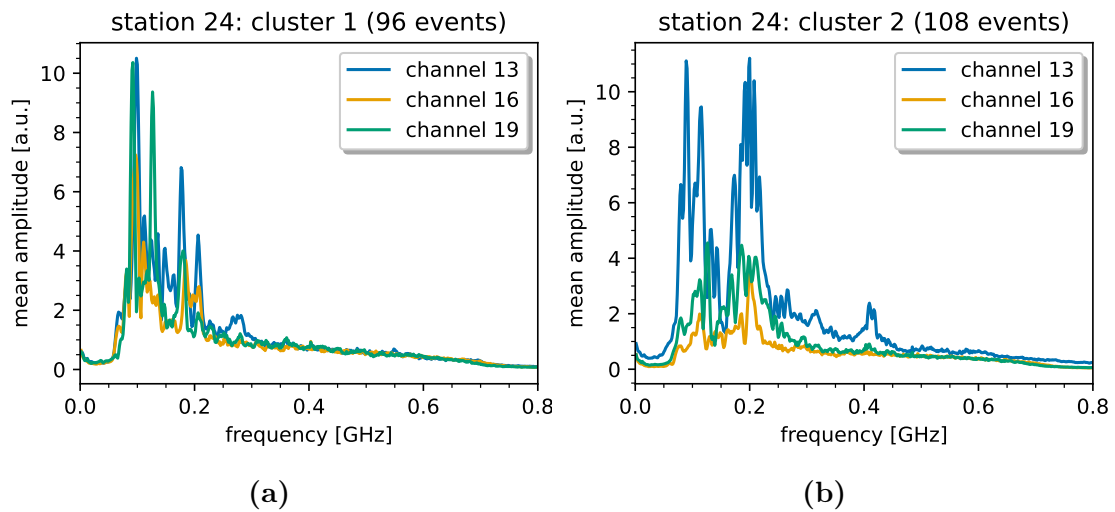 station 24: cluster 1 (96 events)
mean amplitude [a.u.]
10
8
6
4
2
0
channel 13
channel 16
channel 19
0.0 0.2 0.4 0.6 0.8
frequency [GHz]
(a)
station 24: cluster 2 (108 events)
mean amplitude [a.u.]
10
8
6
4
2
0
channel 13
channel 16
channel 19
0.0 0.2 0.4 0.6 0.8
frequency [GHz]
(b)